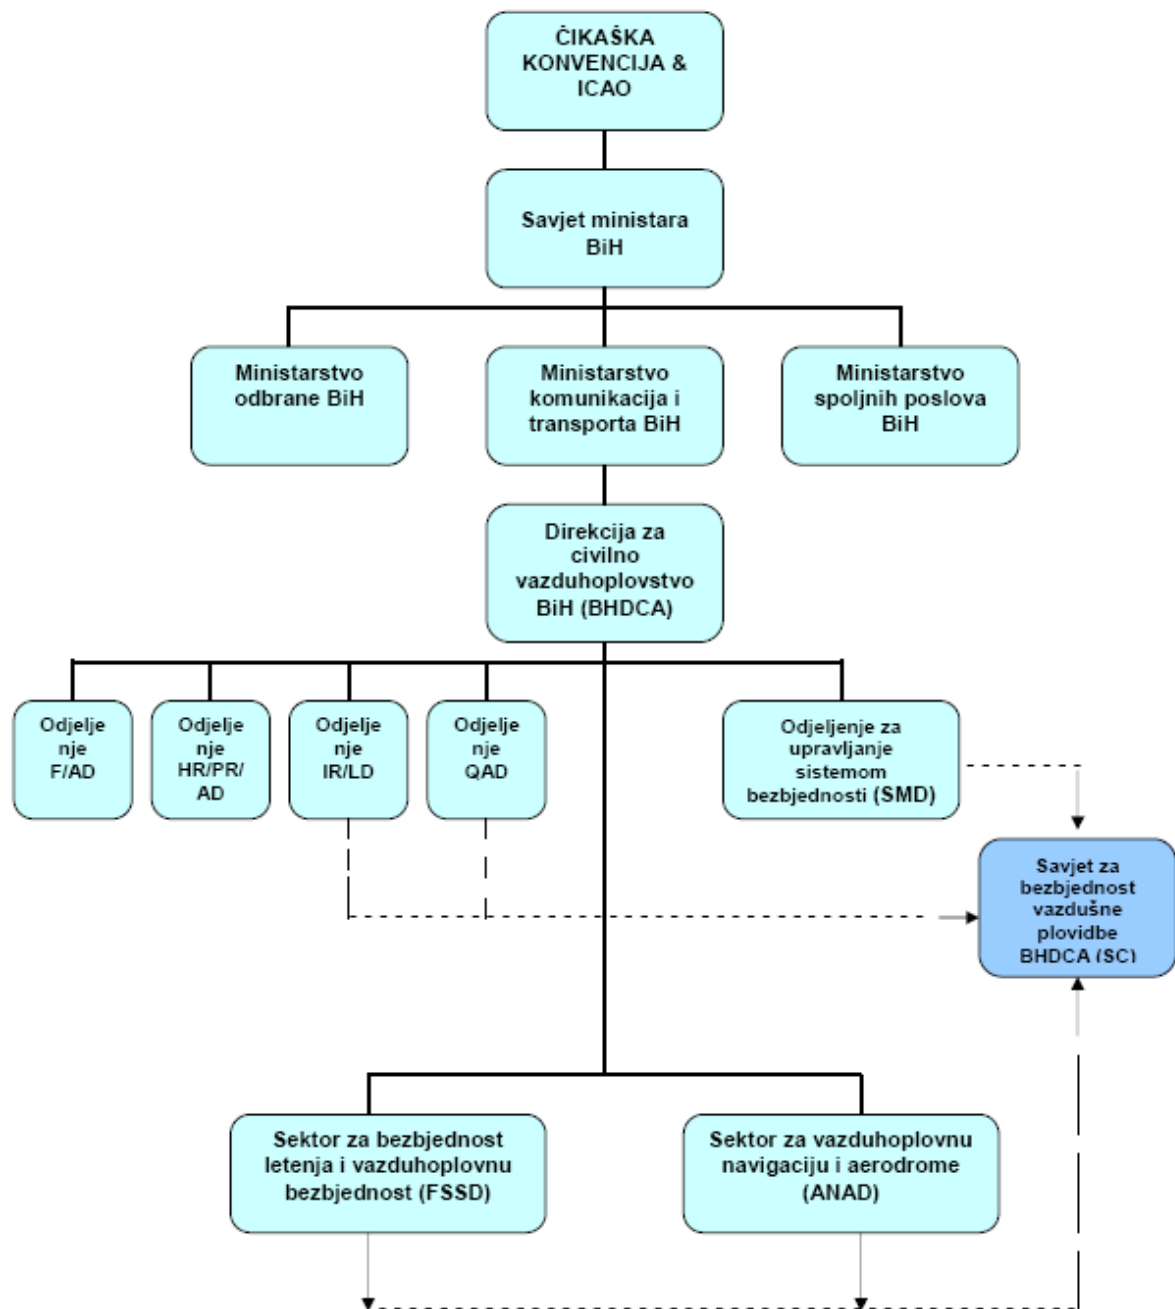 ČIKAŠKA
KONVENCIJA &
ICAO
Savjet ministara
BiH
Ministarstvo
odbrane BiH
Ministarstvo
komunikacija i
transporta BiH
Ministarstvo
spoljnih poslova
BiH
Direkcija za
civilno
vazduhoplovstvo
BiH (BHDCA)
Odjelje
nje
F/AD
Odjelje
nje
HR/PR/
AD
Odjelje
nje
IR/LD
Odjelje
nje
QAD
Odjeljenje za
upravljanje
sistemom
bezbjednosti (SMD)
Savjet za
bezbjednost
vazdušne
plovidbe
BHDCA (SC)
Sektor za bezbjednost
letenja i vazduhoplovnu
bezbjednost (FSSD)
Sektor za vazduhoplovnu
navigaciju i aerodrome
(ANAD)